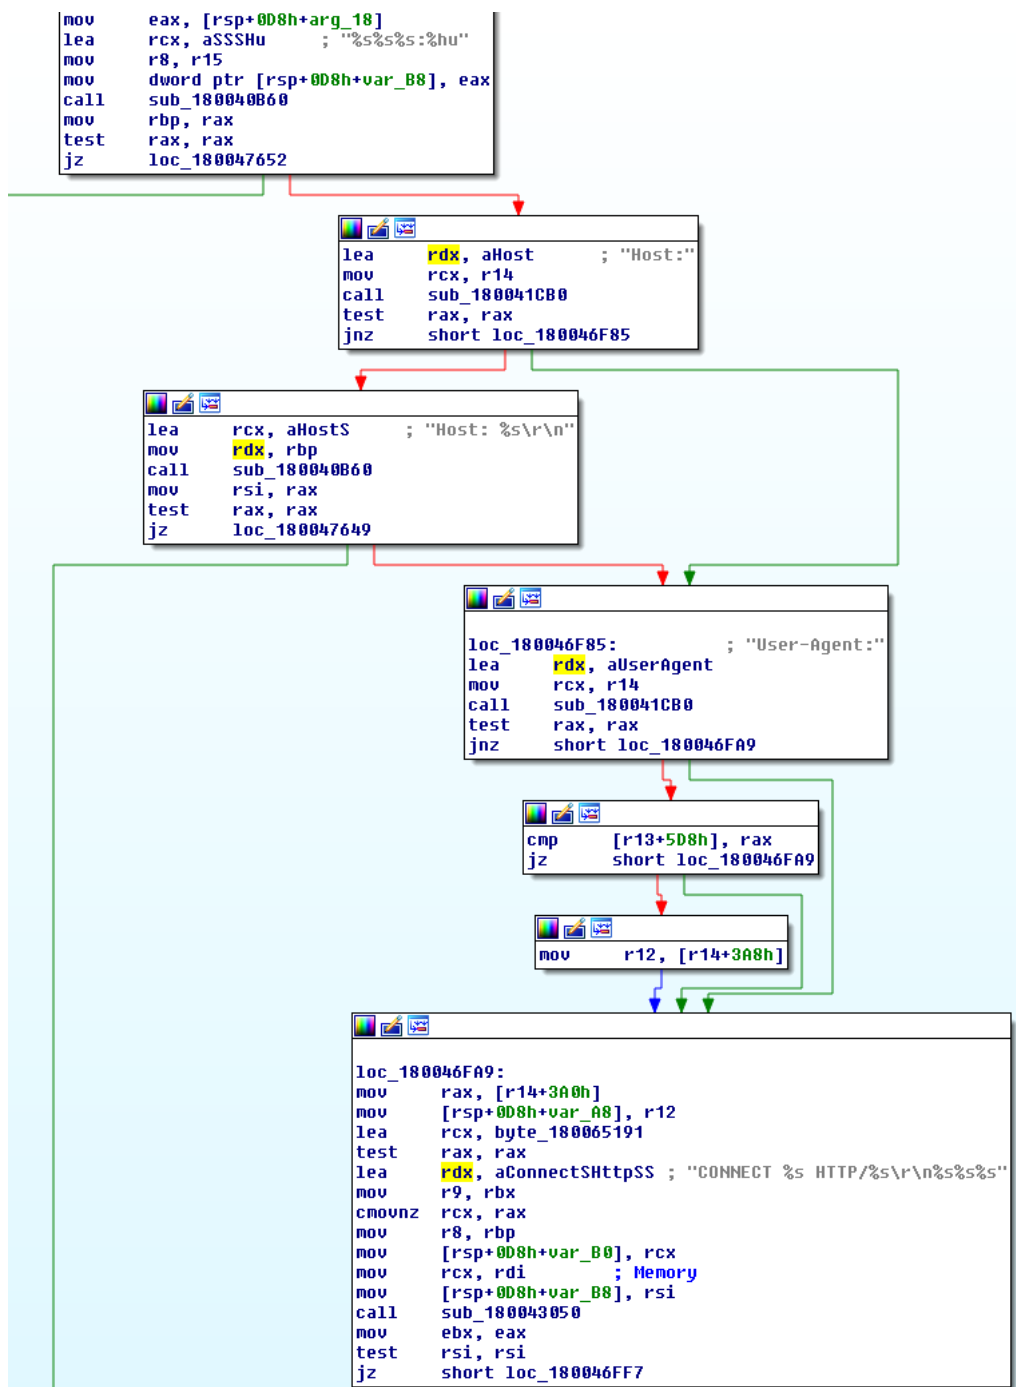 mov eax, [rsp+0D8h+arg_18]
lea rcx, aSSSHu ; "%s%s%s:%hu"
mov r8, r15
mov dword ptr [rsp+0D8h+var_B8], eax
call sub_180040B60
mov rbp, rax
test rax, rax
jz loc_180047652
lea rdx, aHost ; "Host:"
mov rcx, r14
call sub_180041CB0
test rax, rax
jnz short loc_180046F85
lea rcx, aHostS ; "Host: %s\r\n"
mov rdx, rbp
call sub_180040B60
mov rsi, rax
test rax, rax
jz loc_180047649
loc_180046F85: ; "User-Agent:"
lea rdx, aUserAgent
mov rcx, r14
call sub_180041CB0
test rax, rax
jnz short loc_180046FA9
cmp [r13+5D8h], rax
jz short loc_180046FA9
mov r12, [r14+3A8h]
loc_180046FA9:
mov rax, [r14+3A0h]
mov [rsp+0D8h+var_A8], r12
lea rcx, byte_180065191
test rax, rax
lea rdx, aConnectSHttpSS ; "CONNECT %s HTTP/%s\r\n%s%s%s"
mov r9, rbx
cmovnz rcx, rax
mov r8, rbp
mov [rsp+0D8h+var_B0], rcx
mov rcx, rdi ; Memory
mov [rsp+0D8h+var_B8], rsi
call sub_180043050
mov ebx, eax
test rsi, rsi
jz short loc_180046FF7